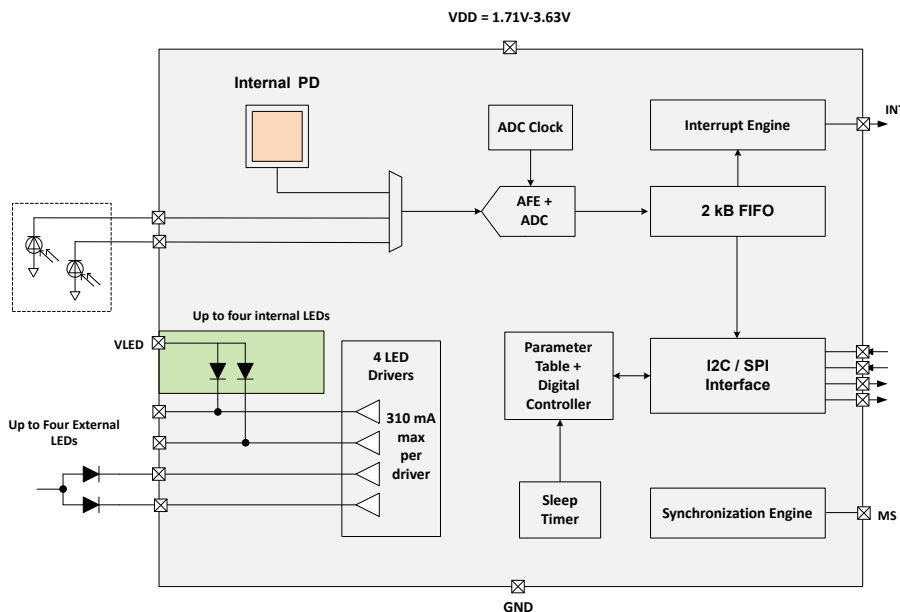 VDD = 1.71V-3.63V
Internal PD
ADC Clock
Interrupt Engine
AFE +
ADC
2 kB FIFO
Up to four internal LEDs
VLED
4 LED
Drivers
310 mA
max
per
driver
Parameter
Table +
Digital
Controller
I2C / SPI
Interface
Up to Four External
LEDs
Sleep
Timer
Synchronization Engine
MS
GND